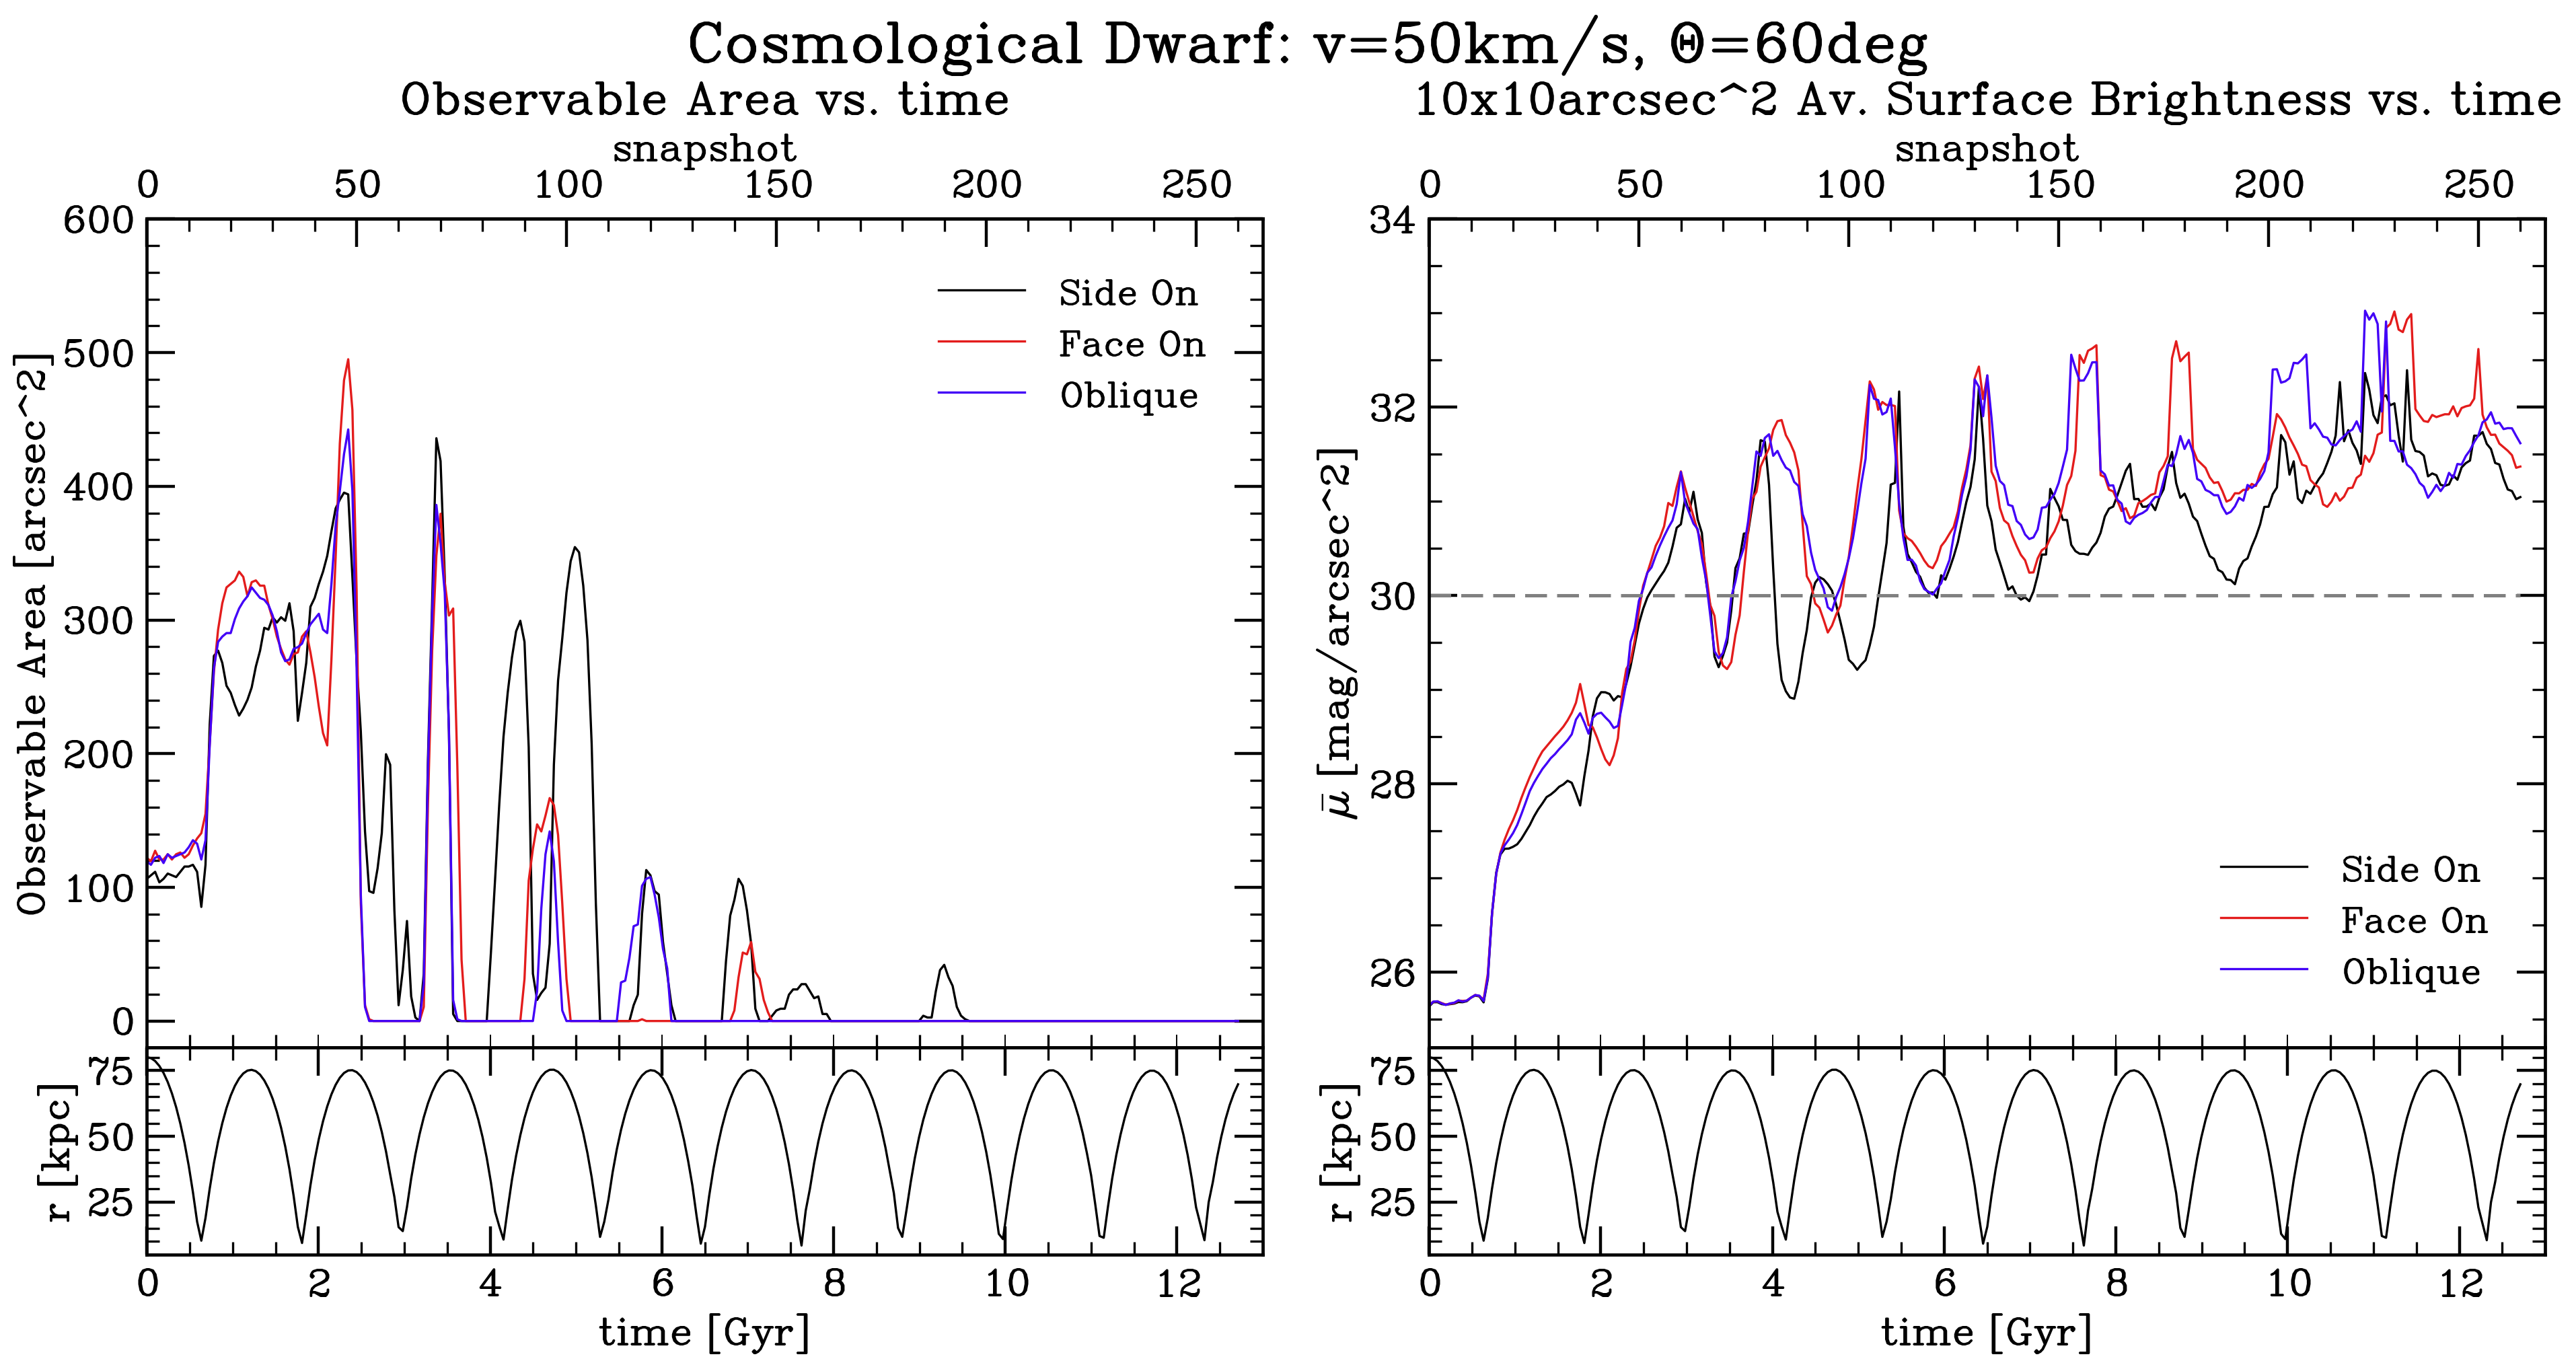 Cosmological Dwarf: v=50km/s, Θ=60deg
Observable Area vs. time
snapshot
0 50 100 150 200 250
600
500
400
300
200
100
0
Observable Area [arcsec^2]
Side On
Face On
Oblique
75
50
25
r [kpc]
0 2 4 6 8 10 12
time [Gyr]
10x10arcsec^2 Av. Surface Brightness vs. time
snapshot
0 50 100 150 200 250
34
32
30
28
26
μ̄ [mag/arcsec^2]
Side On
Face On
Oblique
75
50
25
r [kpc]
0 2 4 6 8 10 12
time [Gyr]